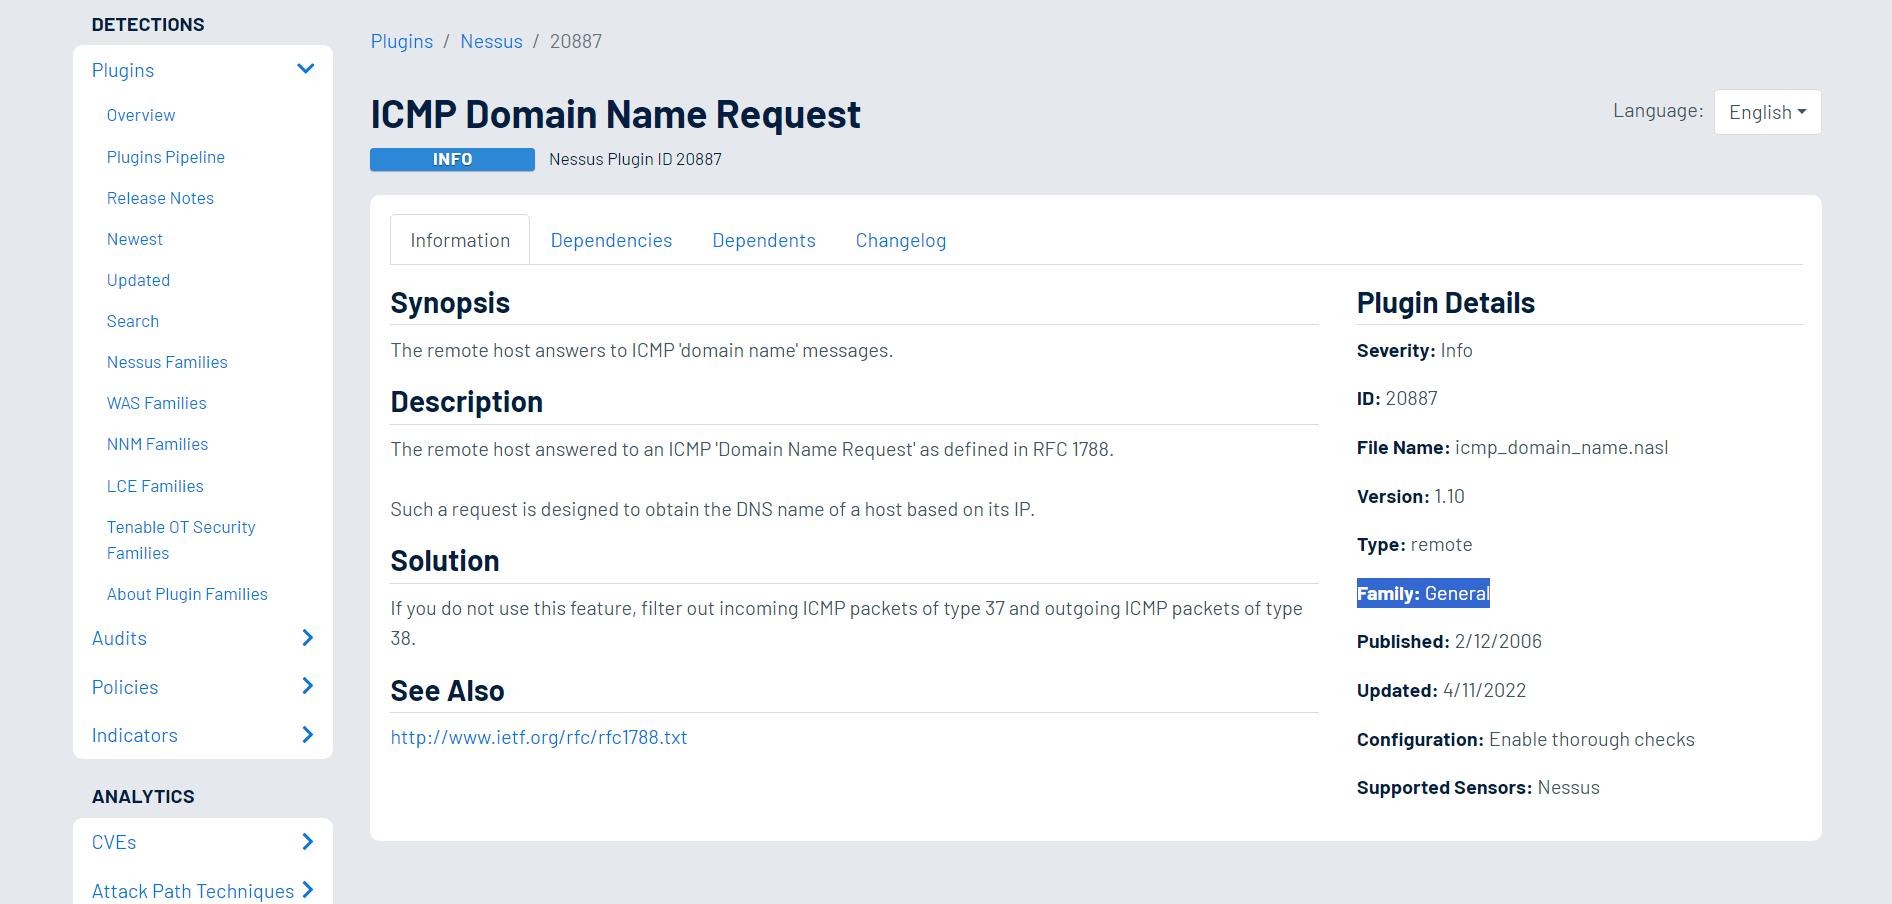 DETECTIONS
Plugins
Overview
Plugins Pipeline
Release Notes
Newest
Updated
Search
Nessus Families
WAS Families
NNM Families
LCE Families
Tenable OT Security
Families
About Plugin Families
Audits
Policies
Indicators
ANALYTICS
CVEs
Attack Path Techniques
Plugins / Nessus / 20887
ICMP Domain Name Request
Language: English
INFO Nessus Plugin ID 20887
Information Dependencies Dependents Changelog
Synopsis
The remote host answers to ICMP 'domain name' messages.
Description
The remote host answered to an ICMP 'Domain Name Request' as defined in RFC 1788.
Such a request is designed to obtain the DNS name of a host based on its IP.
Solution
If you do not use this feature, filter out incoming ICMP packets of type 37 and outgoing ICMP packets of type
38.
See Also
http://www.ietf.org/rfc/rfc1788.txt
Plugin Details
Severity: Info
ID: 20887
File Name: icmp_domain_name.nasl
Version: 1.10
Type: remote
Family: General
Published: 2/12/2006
Updated: 4/11/2022
Configuration: Enable thorough checks
Supported Sensors: Nessus